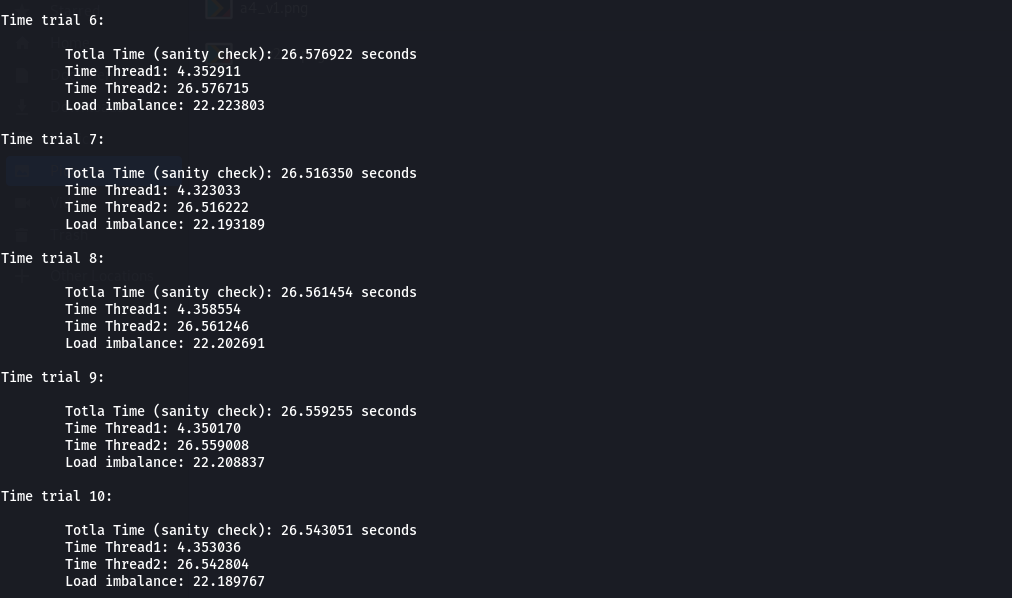 a4_v1.png
Time trial 6:
Totla Time (sanity check): 26.576922 seconds
Time Thread1: 4.352911
Time Thread2: 26.576715
Load imbalance: 22.223803
Time trial 7:
Totla Time (sanity check): 26.516350 seconds
Time Thread1: 4.323033
Time Thread2: 26.516222
Load imbalance: 22.193189
Time trial 8:
Totla Time (sanity check): 26.561454 seconds
Time Thread1: 4.358554
Time Thread2: 26.561246
Load imbalance: 22.202691
Time trial 9:
Totla Time (sanity check): 26.559255 seconds
Time Thread1: 4.350170
Time Thread2: 26.559008
Load imbalance: 22.208837
Time trial 10:
Totla Time (sanity check): 26.543051 seconds
Time Thread1: 4.353036
Time Thread2: 26.542804
Load imbalance: 22.189767